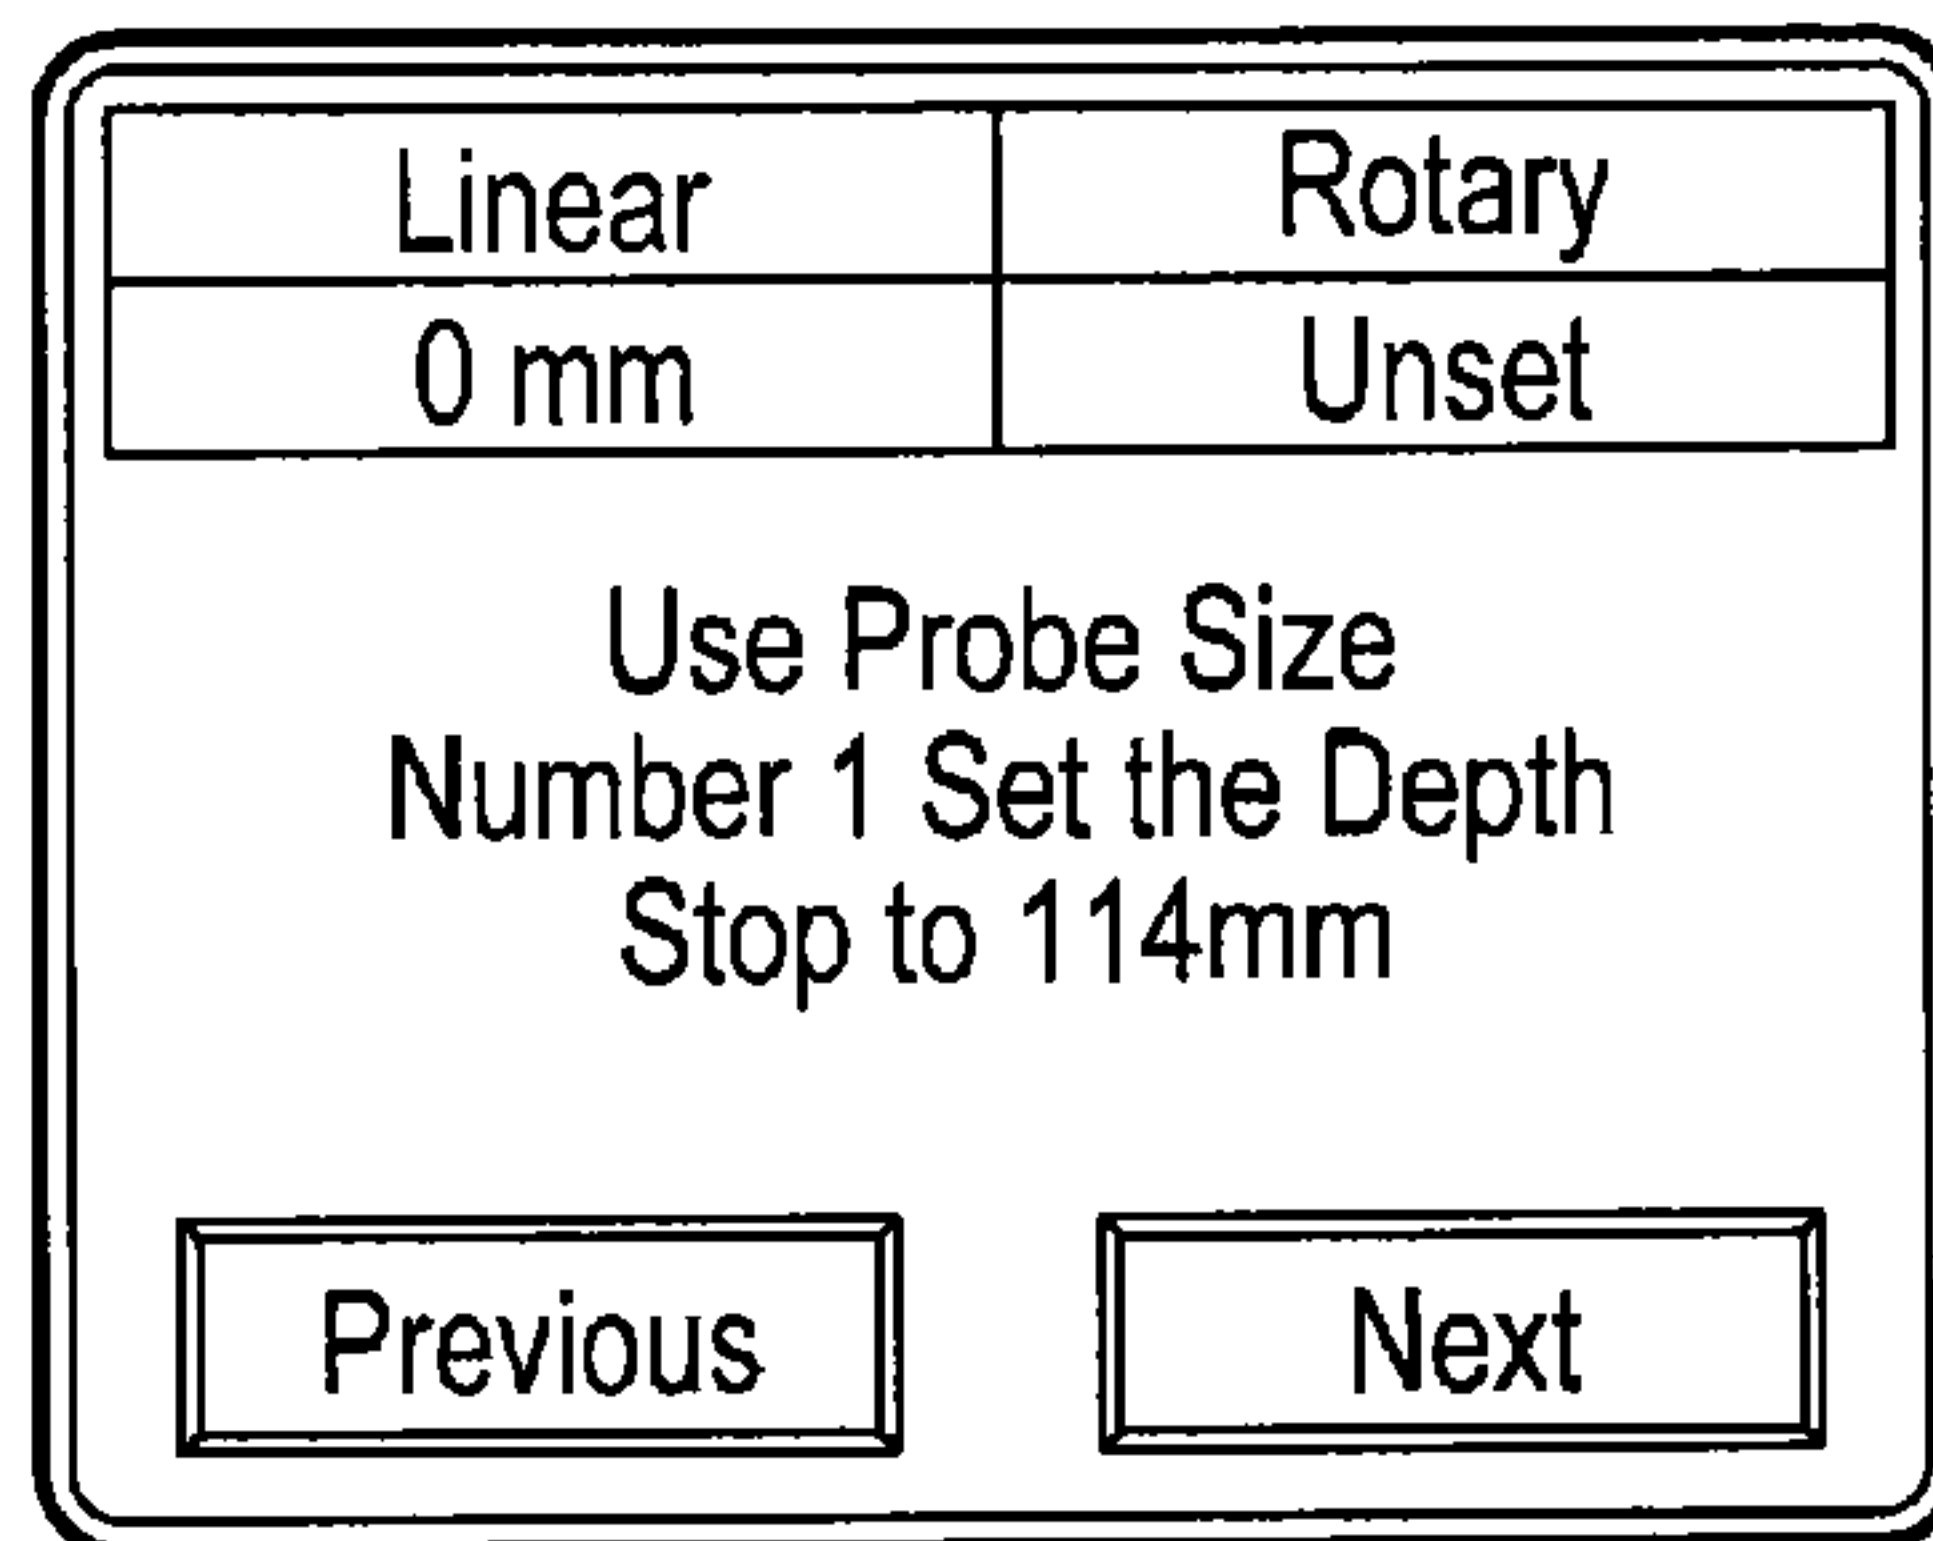 Linear Rotary
0 mm Unset
Use Probe Size
Number 1 Set the Depth
Stop to 114mm
Previous Next